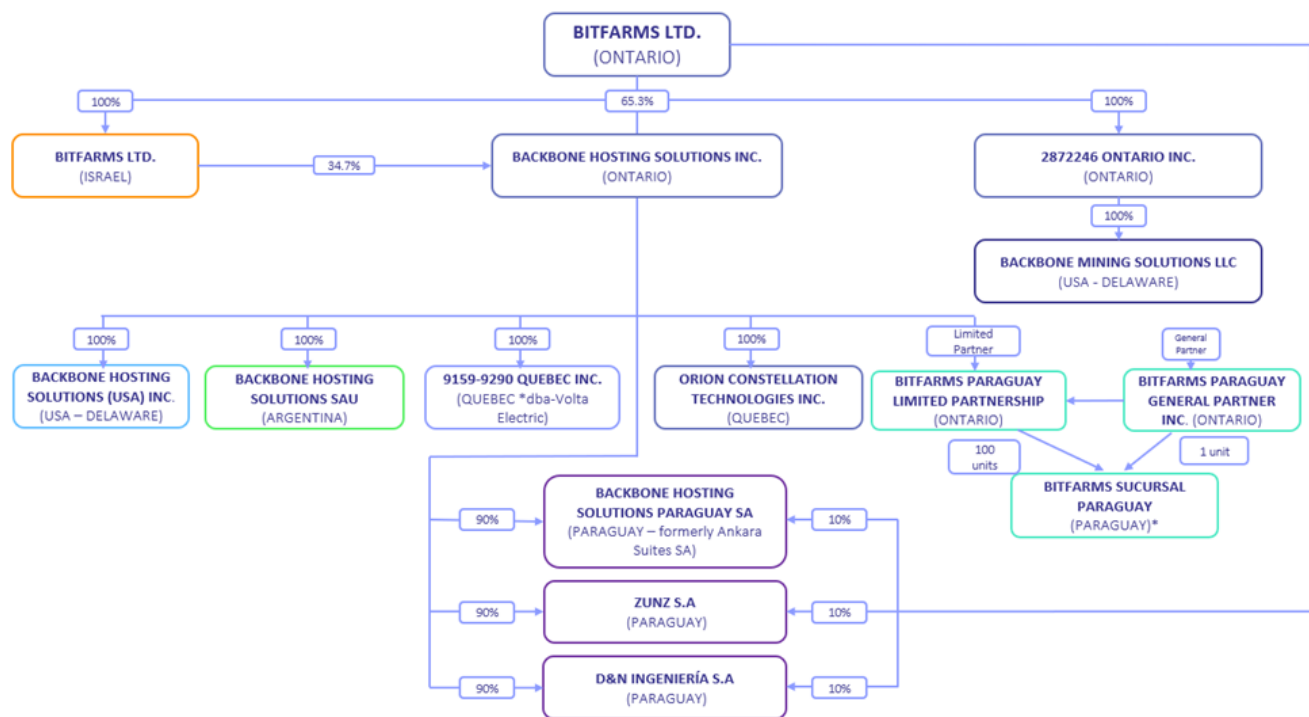 BITFARMS LTD.
(ONTARIO)
100%
65.3%
100%
BITFARMS LTD.
(ISRAEL)
34.7%
BACKBONE HOSTING SOLUTIONS INC.
(ONTARIO)
2872246 ONTARIO INC.
(ONTARIO)
100%
BACKBONE MINING SOLUTIONS LLC
(USA - DELAWARE)
100%
100%
100%
100%
Limited
Partner
General
Partner
BACKBONE HOSTING
SOLUTIONS (USA) INC.
(USA – DELAWARE)
BACKBONE HOSTING
SOLUTIONS SAU
(ARGENTINA)
9159-9290 QUEBEC INC.
(QUEBEC *dba-Volta
Electric)
ORION CONSTELLATION
TECHNOLOGIES INC.
(QUEBEC)
BITFARMS PARAGUAY
LIMITED PARTNERSHIP
(ONTARIO)
BITFARMS PARAGUAY
GENERAL PARTNER
INC. (ONTARIO)
100
units
1 unit
BITFARMS SUCURSAL
PARAGUAY
(PARAGUAY)*
90%
BACKBONE HOSTING
SOLUTIONS PARAGUAY SA
(PARAGUAY – formerly Ankara
Suites SA)
10%
90%
ZUNZ S.A
(PARAGUAY)
10%
90%
D&N INGENIERÍA S.A
(PARAGUAY)
10%